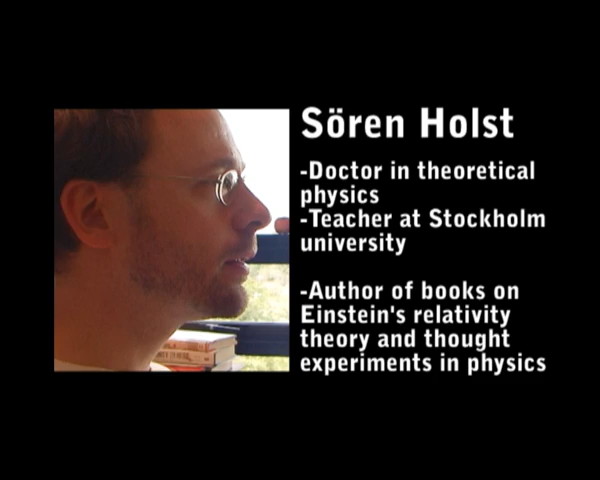 Sören Holst
-Doctor in theoretical
physics
-Teacher at Stockholm
university
-Author of books on
Einstein's relativity
theory and thought
experiments in physics